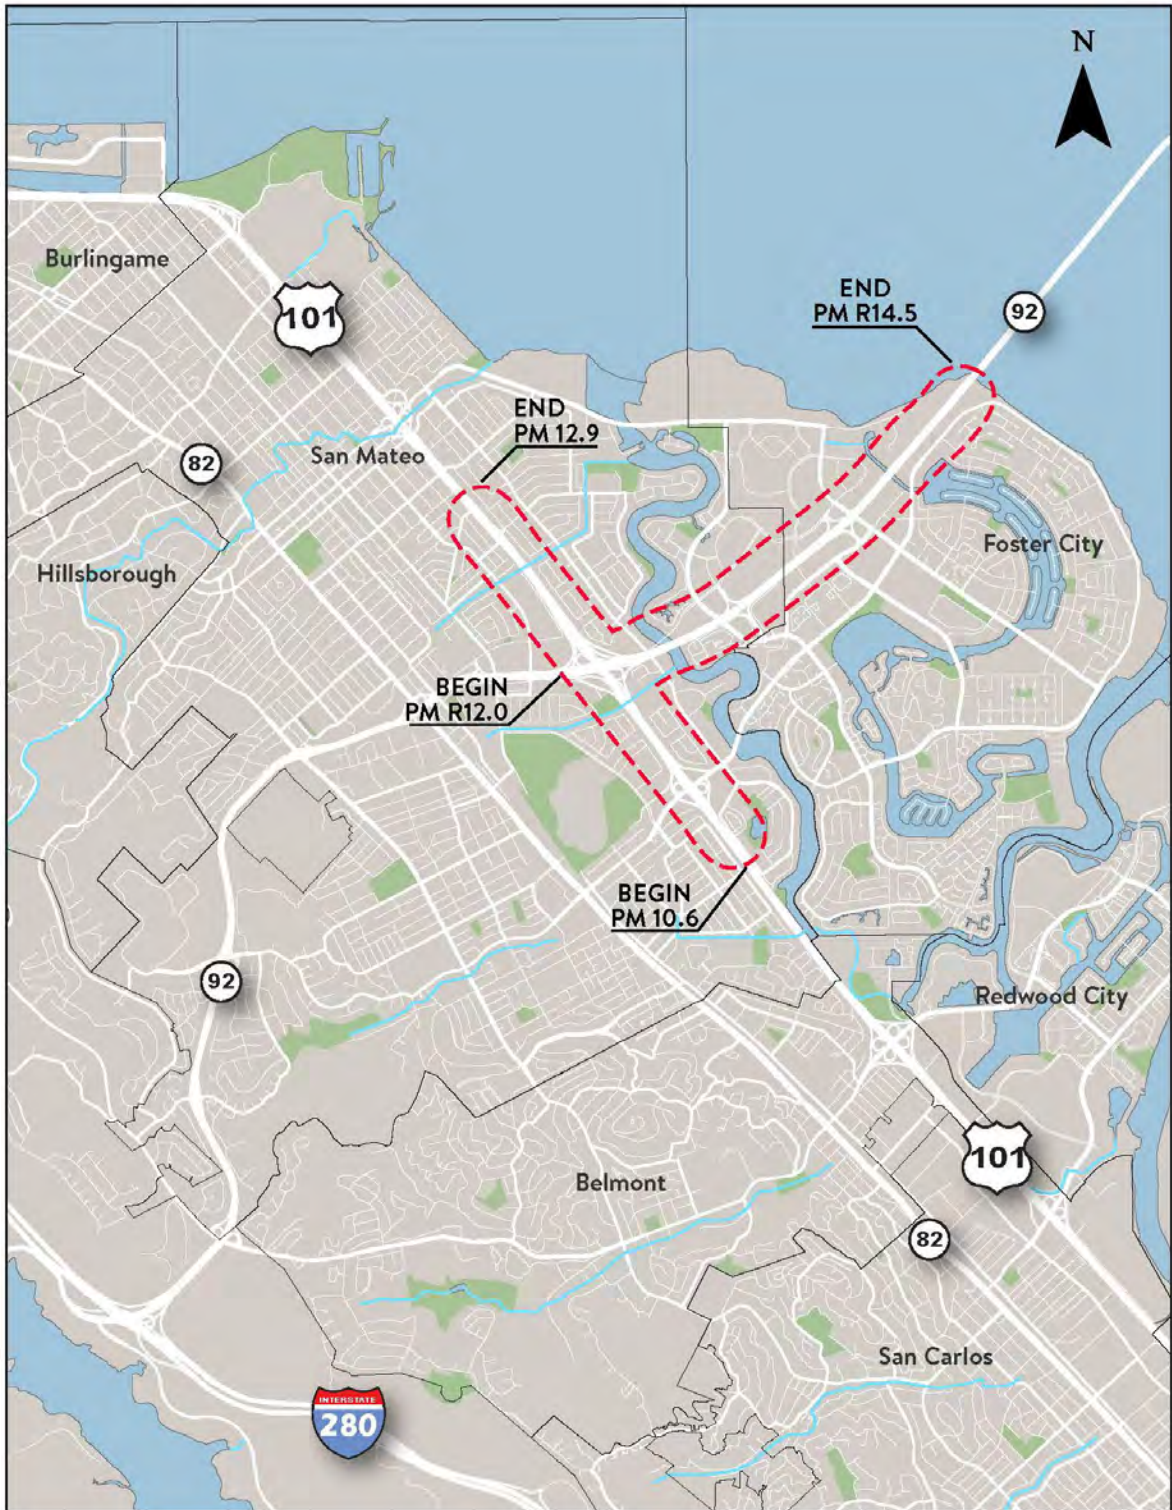 N
Burlingame
101
END
PM R14.5
92
END
PM 12.9
82
San Mateo
Foster City
Hillsborough
BEGIN
PM R12.0
BEGIN
PM 10.6
92
Redwood City
101
Belmont
82
San Carlos
INTERSTATE
280